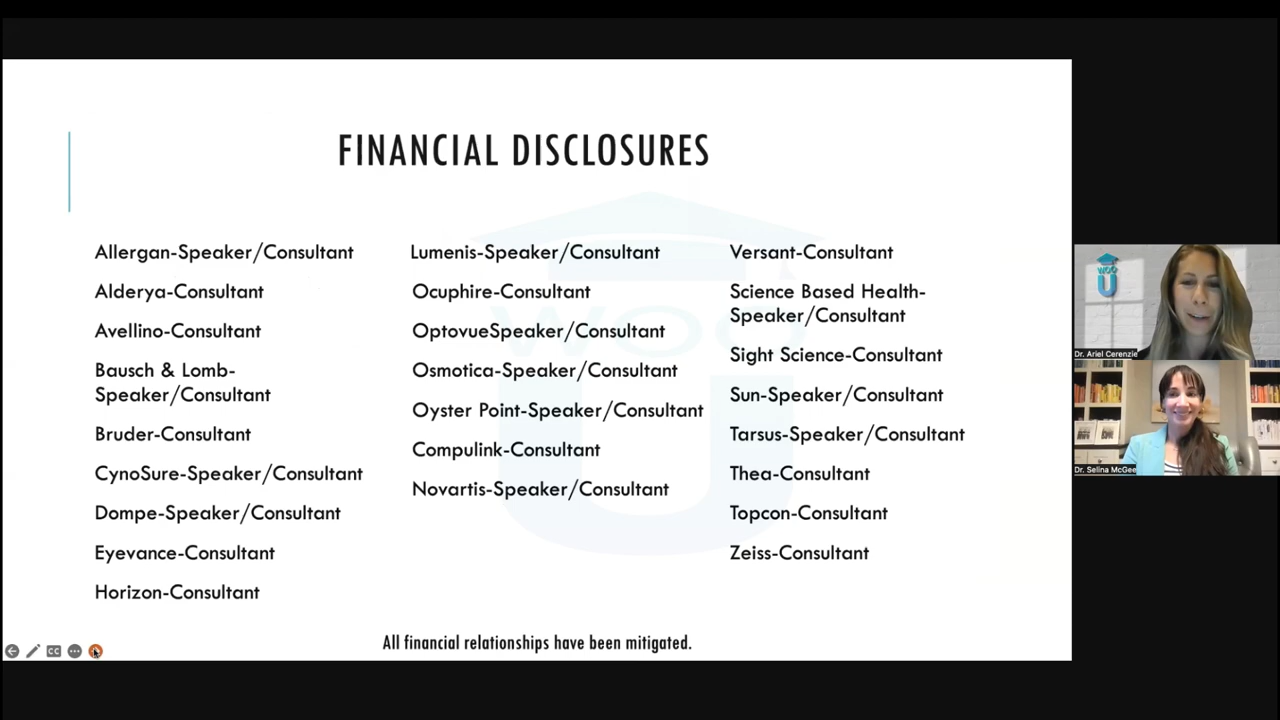 FINANCIAL DISCLOSURES
Allergan-Speaker/Consultant
Alderya-Consultant
Avellino-Consultant
Bausch & Lomb-
Speaker/Consultant
Bruder-Consultant
CynoSure-Speaker/Consultant
Dompe-Speaker/Consultant
Eyevance-Consultant
Horizon-Consultant
Lumenis-Speaker/Consultant
Ocuphire-Consultant
OptovueSpeaker/Consultant
Osmotica-Speaker/Consultant
Oyster Point-Speaker/Consultant
Compulink-Consultant
Novartis-Speaker/Consultant
Versant-Consultant
Science Based Health-
Speaker/Consultant
Sight Science-Consultant
Sun-Speaker/Consultant
Tarsus-Speaker/Consultant
Thea-Consultant
Topcon-Consultant
Zeiss-Consultant
All financial relationships have been mitigated.
WOO
U
CC
WOO
U
Dr. Ariel Cerenzie
Dr. Selina McGee